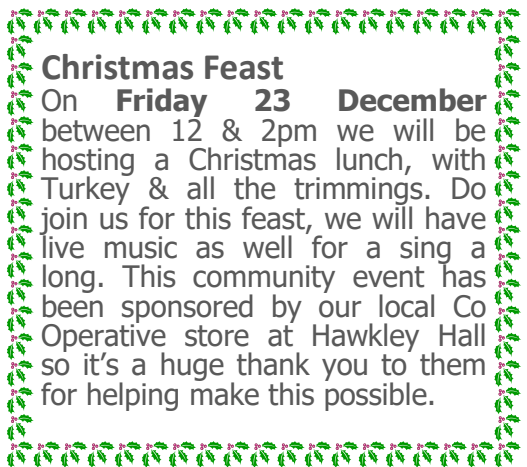 Christmas Feast
On Friday 23 December
between 12 & 2pm we will be
hosting a Christmas lunch, with
Turkey & all the trimmings. Do
join us for this feast, we will have
live music as well for a sing a
long. This community event has
been sponsored by our local Co
Operative store at Hawkley Hall
so it’s a huge thank you to them
for helping make this possible.